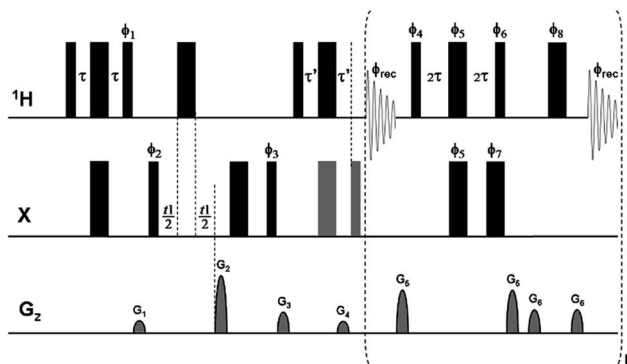 ϕ1 ϕ4 ϕ5 ϕ6 ϕ8
¹H τ τ τ' τ' ϕrec 2τ 2τ ϕrec
ϕ2 ϕ3 ϕ5 ϕ7
X t1/2 t1/2
G2 G5 G5
Gz G1 G3 G4 G6 G6